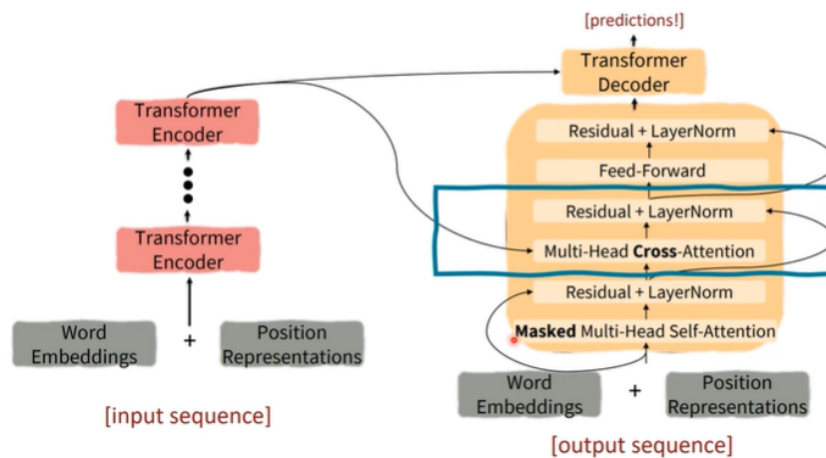 [predictions!]
Transformer
Decoder
Transformer
Encoder
Residual + LayerNorm
Feed-Forward
Residual + LayerNorm
Transformer
Encoder
Multi-Head Cross-Attention
Residual + LayerNorm
Masked Multi-Head Self-Attention
Word
Embeddings
+
Position
Representations
Word
Embeddings
+
Position
Representations
[input sequence]
[output sequence]